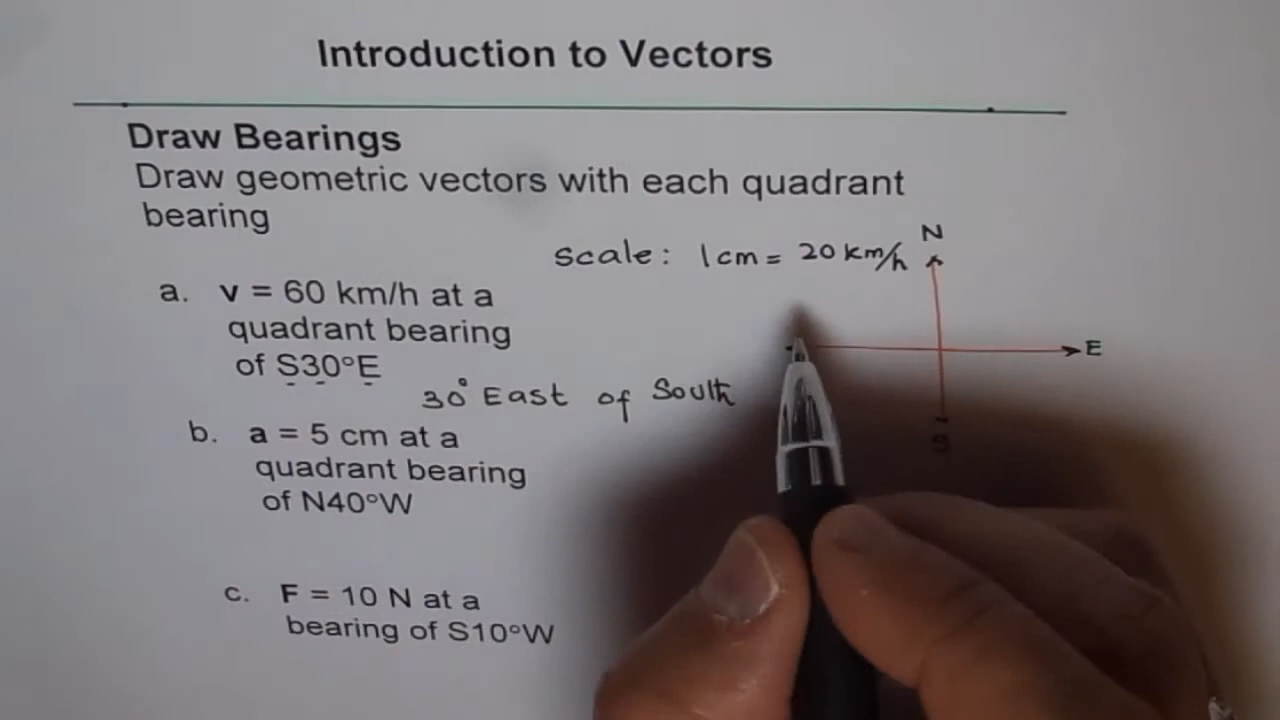 Introduction to Vectors
Draw Bearings
Draw geometric vectors with each quadrant
bearing
scale: 1cm = 20 km/h
N
a. v = 60 km/h at a
quadrant bearing
of S30°E
E
30° East of South
S
b. a = 5 cm at a
quadrant bearing
of N40°W
c. F = 10 N at a
bearing of S10°W